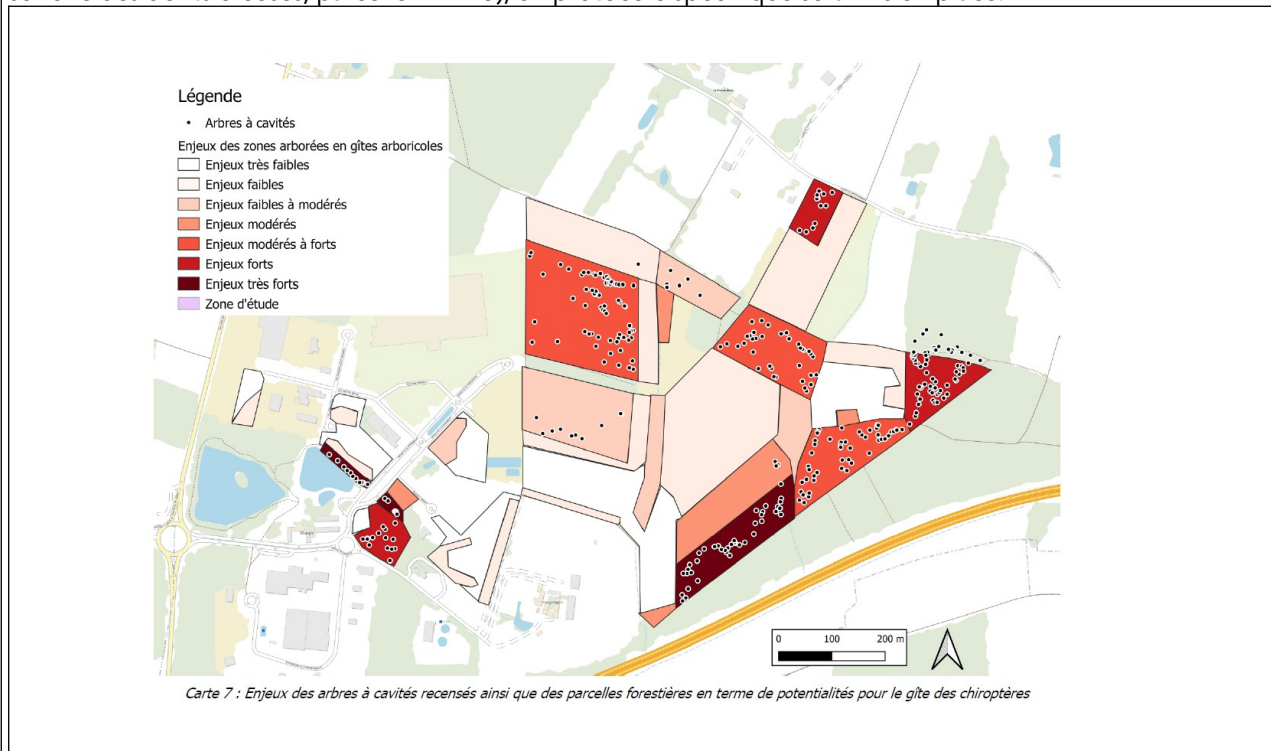 Légende
Arbres à cavités
Enjeux des zones arborées en gîtes arboricoles
Enjeux très faibles
Enjeux faibles
Enjeux faibles à modérés
Enjeux modérés
Enjeux modérés à forts
Enjeux forts
Enjeux très forts
Zone d'étude
0 100 200 m
Carte 7 : Enjeux des arbres à cavités recensés ainsi que des parcelles forestières en terme de potentialités pour le gîte des chiroptères